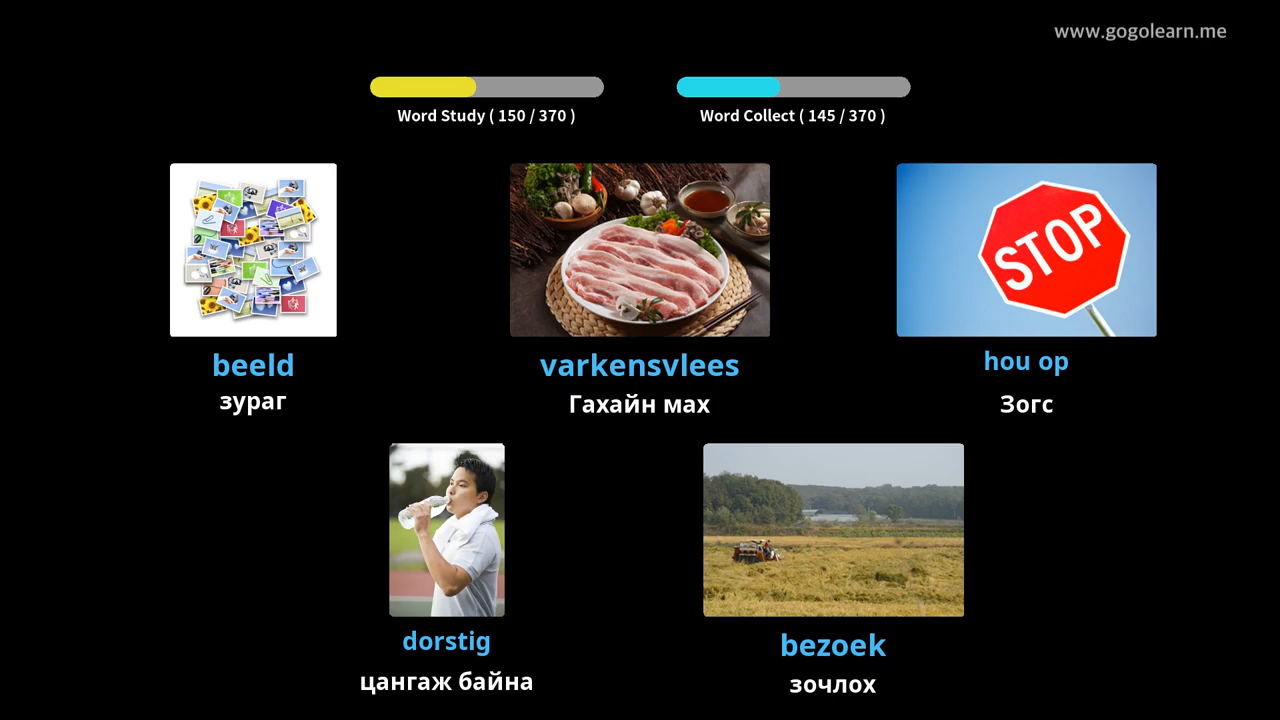 www.gogolearn.me
Word Study ( 150 / 370 )
Word Collect ( 145 / 370 )
STOP
beeld
зураг
varkensvlees
Гахайн мах
hou op
Зогс
dorstig
цангаж байна
bezoek
зочлох